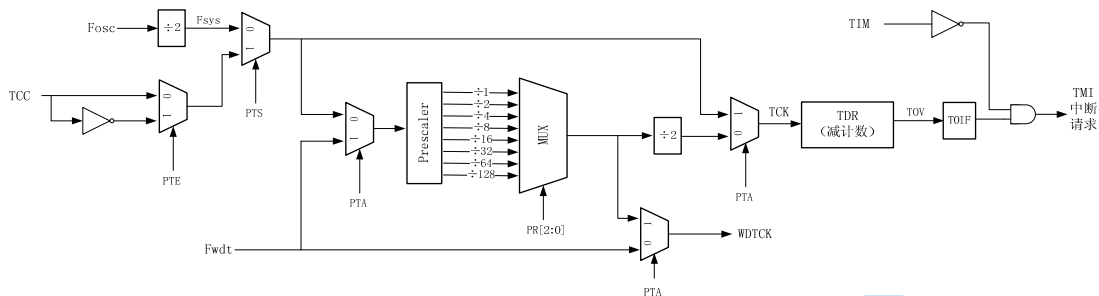 Fosc
÷2
Fsys
0
1
PTS
TCC
0
1
PTE
0
1
PTA
Prescaler
÷1
÷2
÷4
÷8
÷16
÷32
÷64
÷128
MUX
PR[2:0]
÷2
1
0
PTA
TCK
TDR
(减计数)
TOV
TOIF
TIM
TMI
中断
请求
Fwdt
1
0
PTA
WDTCK